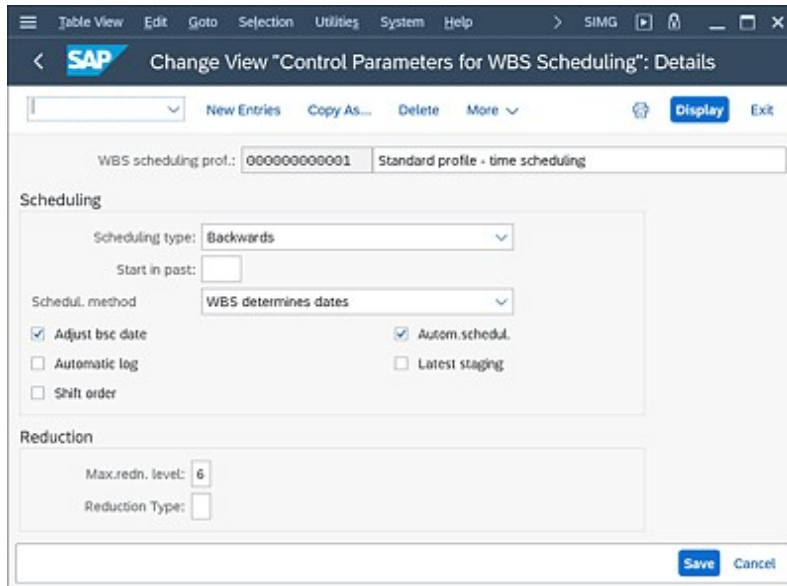 Table View Edit Goto Selection Utilities System Help SIMG
SAP Change View "Control Parameters for WBS Scheduling": Details
New Entries Copy As... Delete More Display Exit
WBS scheduling prof.: 000000000001 Standard profile - time scheduling
Scheduling
Scheduling type: Backwards
Start in past:
Schedul. method WBS determines dates
Adjust bsc date Autom.schedul.
Automatic log Latest staging
Shift order
Reduction
Max.redn. level: 6
Reduction Type:
Save Cancel